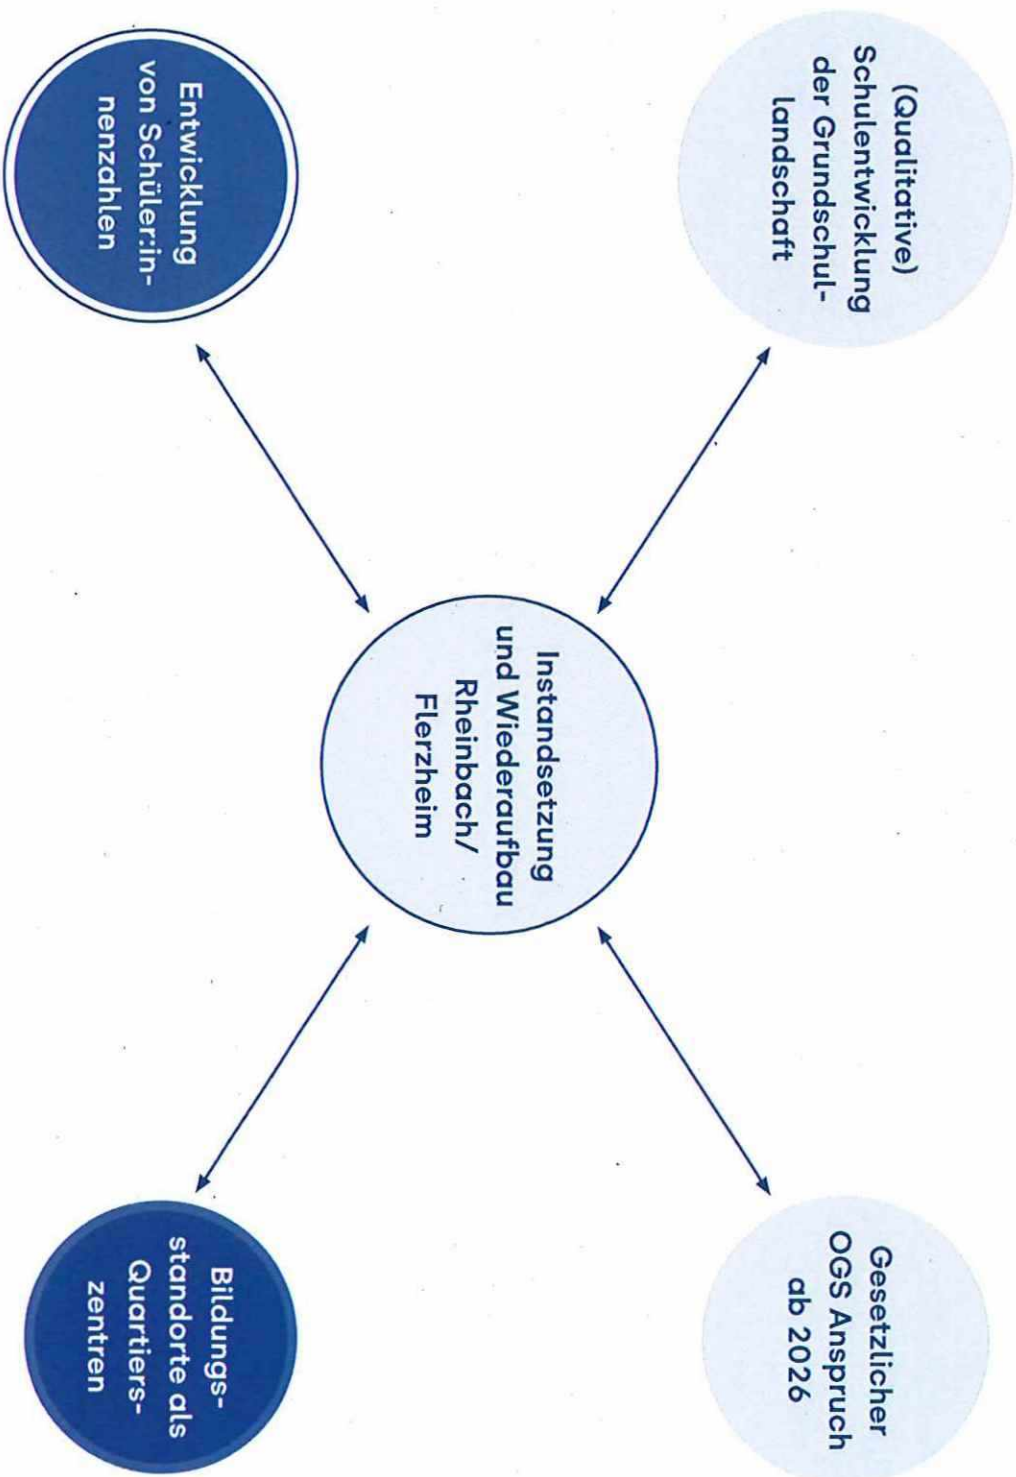 (Qualitative)
Schulentwicklung
der Grundschul-
landschaft
Gesetzlicher
OGS Anspruch
ab 2026
Instandsetzung
und Wiederaufbau
Rheinbach/
Flerzheim
Entwicklung
von Schüler:in-
nenzahlen
Bildungs-
standorte als
Quartiers-
zentren